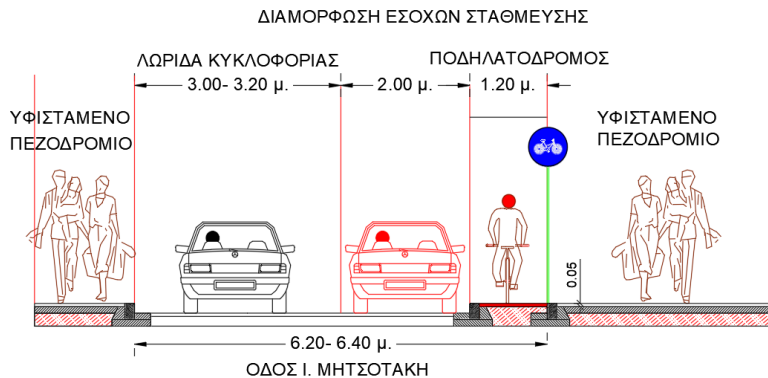 ΔΙΑΜΟΡΦΩΣΗ ΕΣΟΧΩΝ ΣΤΑΘΜΕΥΣΗΣ
ΛΩΡΙΔΑ ΚΥΚΛΟΦΟΡΙΑΣ
ΠΟΔΗΛΑΤΟΔΡΟΜΟΣ
3.00- 3.20 μ.
2.00 μ.
1.20 μ.
ΥΦΙΣΤΑΜΕΝΟ
ΠΕΖΟΔΡΟΜΙΟ
ΥΦΙΣΤΑΜΕΝΟ
ΠΕΖΟΔΡΟΜΙΟ
0.05
6.20- 6.40 μ.
ΟΔΟΣ Ι. ΜΗΤΣΟΤΑΚΗ